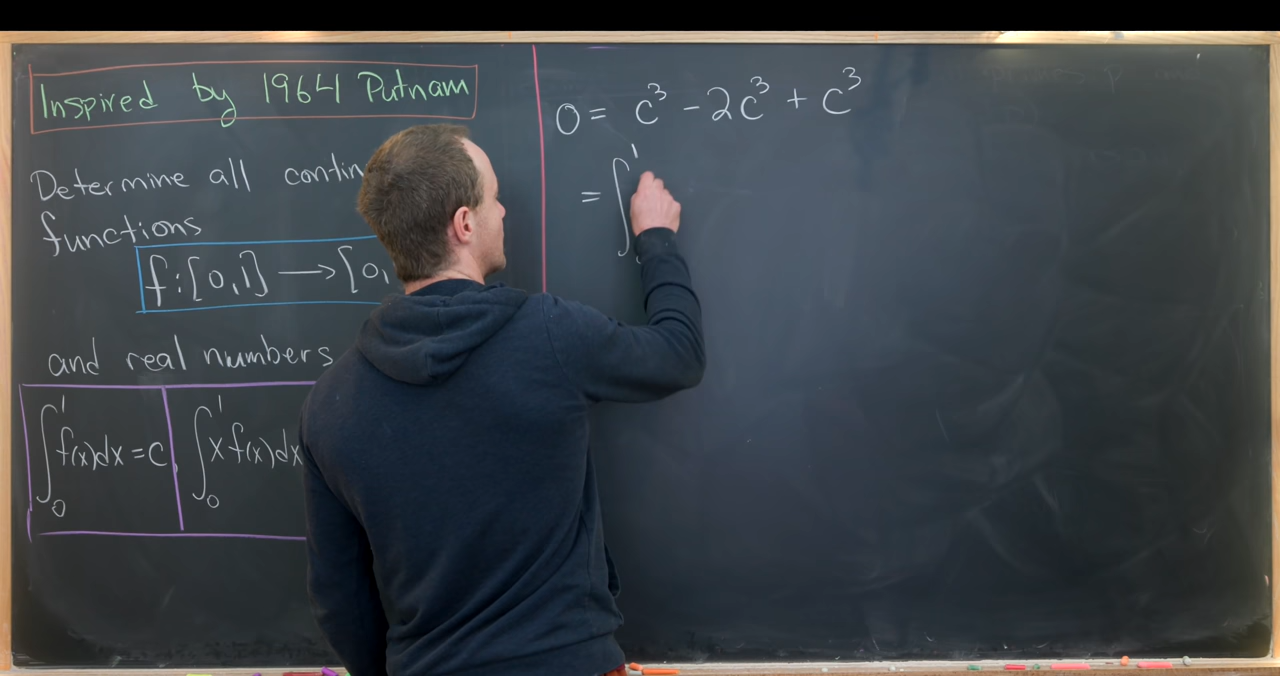 Inspired by 1964 Putnam
Determine all contin
functions
f:[0,1] → [0,
and real numbers
∫₀¹ f(x)dx = c, ∫₀¹ x f(x)dx
0 = c³ - 2c³ + c³
= ∫₀¹